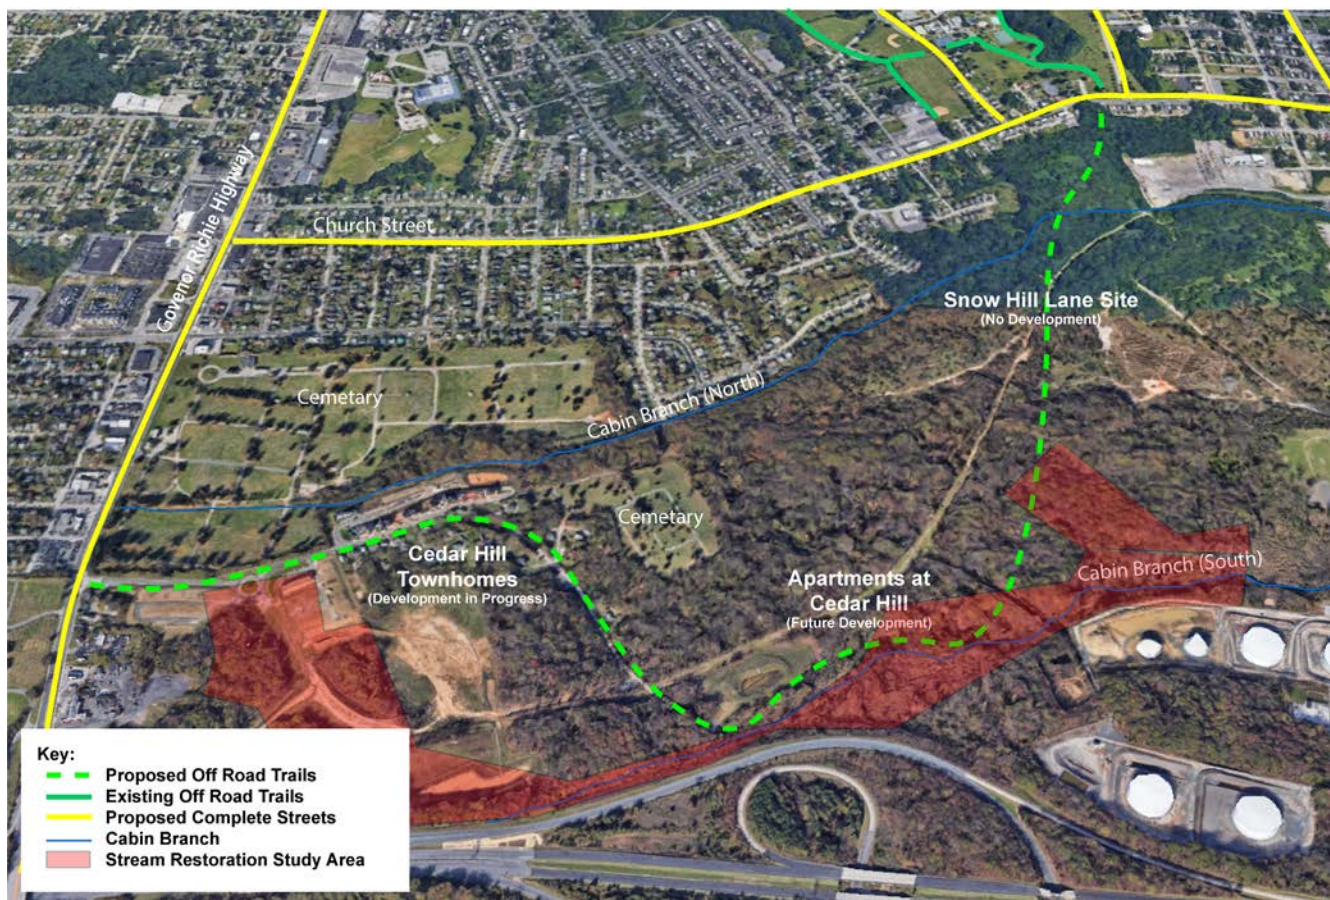 Govenor Richie Highway
Church Street
Snow Hill Lane Site
(No Development)
Cemetary
Cabin Branch (North)
Cemetary
Cedar Hill
Townhomes
(Development in Progress)
Apartments at
Cedar Hill
(Future Development)
Cabin Branch (South)
Key:
Proposed Off Road Trails
Existing Off Road Trails
Proposed Complete Streets
Cabin Branch
Stream Restoration Study Area